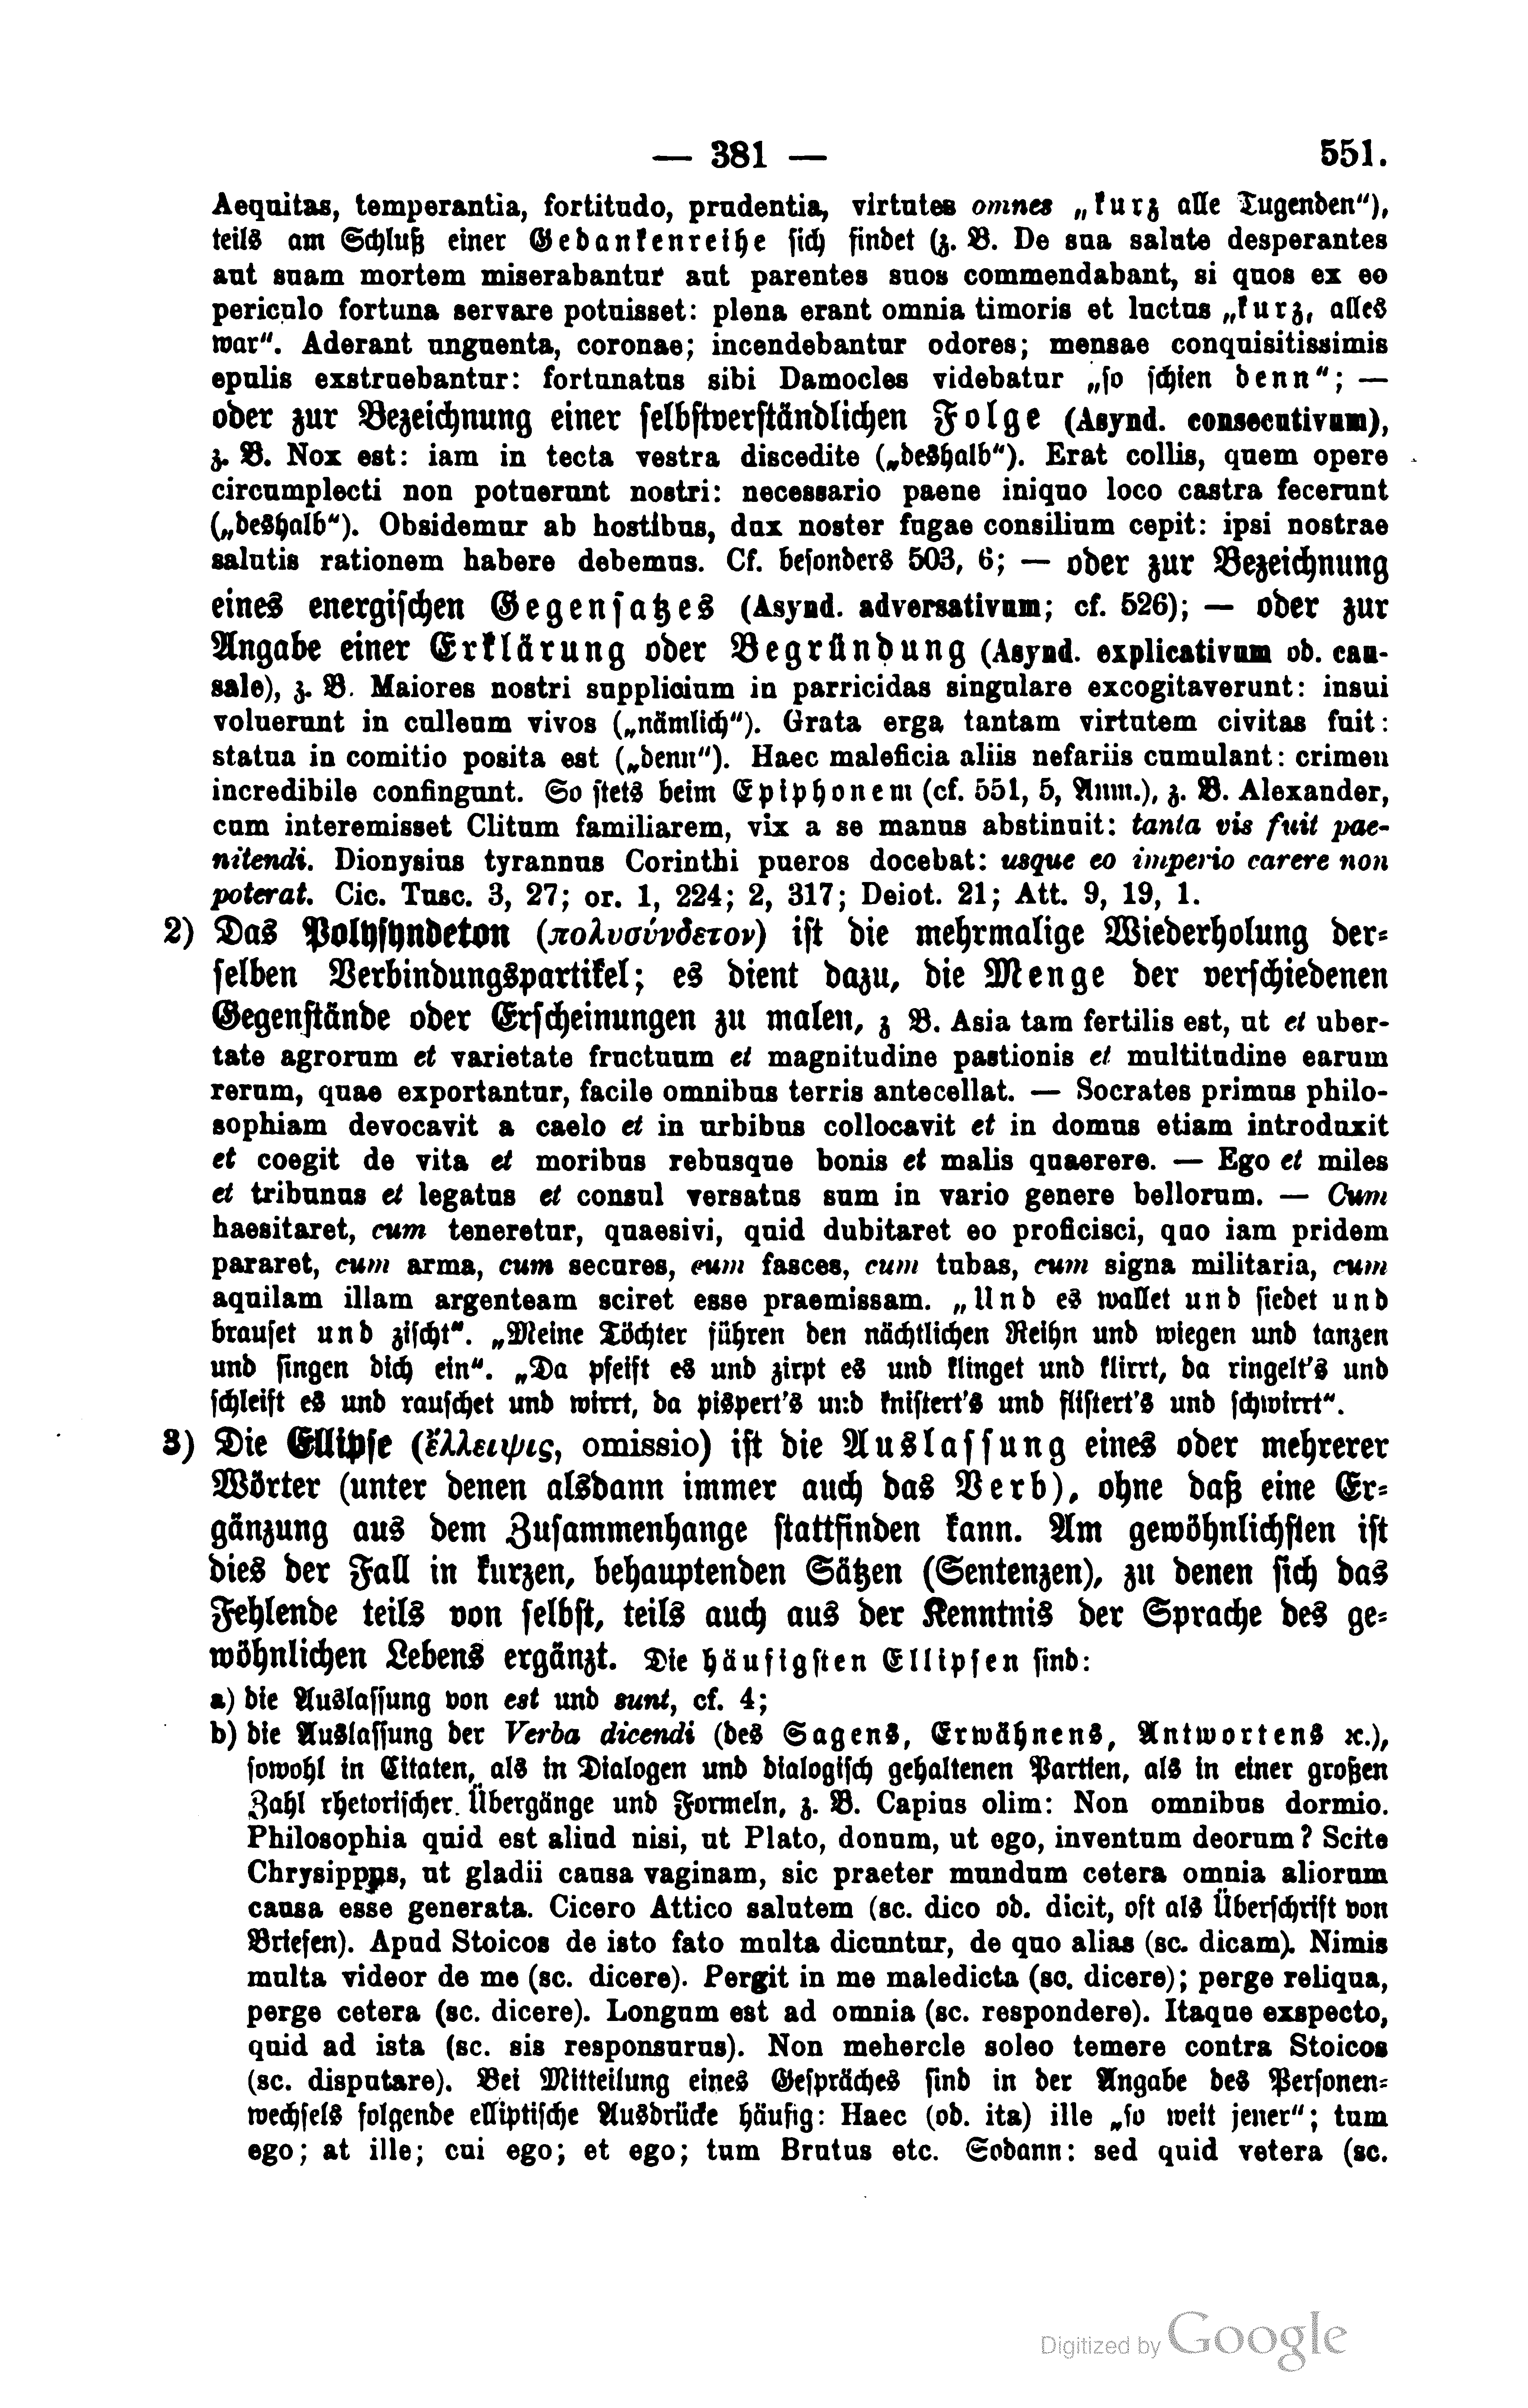 — 381 — 551.
Aequitas, temperantia, fortitudo, prudentia, virtutes omnes „kurz alle Tugenden“),
teils am Schluß einer Gedankenreihe sich findet (z. B. De sua salute desperantes
aut suam mortem miserabantur aut parentes suos commendabant, si quos ex eo
periculo fortuna servare potuisset: plena erant omnia timoris et luctus „kurz, alles
war“. Aderant unguenta, coronae; incendebantur odores; mensae conquisitissimis
epulis exstruebantur: fortunatus sibi Damocles videbatur „so schien denn“; —
oder zur Bezeichnung einer selbstverständlichen Folge (Asynd. consecutivum),
z. B. Nox est: iam in tecta vestra discedite („deshalb“). Erat collis, quem opere
circumplecti non potuerunt nostri: necessario paene iniquo loco castra fecerunt
(„deshalb“). Obsidemur ab hostibus, dux noster fugae consilium cepit: ipsi nostrae
salutis rationem habere debemus. Cf. besonders 503, 6; — oder zur Bezeichnung
eines energischen Gegensatzes (Asynd. adversativum; cf. 526); — oder zur
Angabe einer Erklärung oder Begründung (Asynd. explicativum od. cau-
sale), z. B. Maiores nostri supplicium in parricidas singulare excogitaverunt: insui
voluerunt in culleum vivos („nämlich“). Grata erga tantam virtutem civitas fuit:
statua in comitio posita est („denn“). Haec maleficia aliis nefariis cumulant: crimen
incredibile confingunt. So stets beim Epiphonem (cf. 551, 5, Anm.), z. B. Alexander,
cum interemisset Clitum familiarem, vix a se manus abstinuit: tanta vis fuit pae-
nitendi. Dionysius tyrannus Corinthi pueros docebat: usque eo imperio carere non
poterat. Cic. Tusc. 3, 27; or. 1, 224; 2, 317; Deiot. 21; Att. 9, 19, 1.
2) Das Polysyndeton (πολυσύνδετον) ist die mehrmalige Wiederholung der-
selben Verbindungspartikel; es dient dazu, die Menge der verschiedenen
Gegenstände oder Erscheinungen zu malen, z B. Asia tam fertilis est, ut et uber-
tate agrorum et varietate fructuum et magnitudine pastionis et multitudine earum
rerum, quae exportantur, facile omnibus terris antecellat. — Socrates primus philo-
sophiam devocavit a caelo et in urbibus collocavit et in domus etiam introduxit
et coegit de vita et moribus rebusque bonis et malis quaerere. — Ego et miles
et tribunus et legatus et consul versatus sum in vario genere bellorum. — Cum
haesitaret, cum teneretur, quaesivi, quid dubitaret eo proficisci, quo iam pridem
pararet, cum arma, cum secures, cum fasces, cum tubas, cum signa militaria, cum
aquilam illam argenteam sciret esse praemissam. „Und es wallet und siedet und
brauset und zischt“. „Meine Töchter führen den nächtlichen Reihn und wiegen und tanzen
und singen dich ein“. „Da pfeift es und zirpt es und klinget und klirrt, da ringelt's und
schleift es und rauschet und wirrt, da pispert's und knistert's und flistert's und schwirrt“.
3) Die Ellipse (ἔλλειψις, omissio) ist die Auslassung eines oder mehrerer
Wörter (unter denen alsdann immer auch das Verb), ohne daß eine Er-
gänzung aus dem Zusammenhange stattfinden kann. Am gewöhnlichsten ist
dies der Fall in kurzen, behauptenden Sätzen (Sentenzen), zu denen sich das
Fehlende teils von selbst, teils auch aus der Kenntnis der Sprache des ge-
wöhnlichen Lebens ergänzt. Die häufigsten Ellipsen sind:
a) die Auslassung von est und sunt, cf. 4;
b) die Auslassung der Verba dicendi (des Sagens, Erwähnens, Antwortens ꝛc.),
sowohl in Citaten, als in Dialogen und dialogisch gehaltenen Partien, als in einer großen
Zahl rhetorischer Übergänge und Formeln, z. B. Capius olim: Non omnibus dormio.
Philosophia quid est aliud nisi, ut Plato, donum, ut ego, inventum deorum? Scite
Chrysippps, ut gladii causa vaginam, sic praeter mundum cetera omnia aliorum
causa esse generata. Cicero Attico salutem (sc. dico od. dicit, oft als Überschrift von
Briefen). Apud Stoicos de isto fato multa dicuntur, de quo alias (sc. dicam). Nimis
multa videor de me (sc. dicere). Pergit in me maledicta (sc. dicere); perge reliqua,
perge cetera (sc. dicere). Longum est ad omnia (sc. respondere). Itaque exspecto,
quid ad ista (sc. sis responsurus). Non mehercle soleo temere contra Stoicos
(sc. disputare). Bei Mitteilung eines Gespräches sind in der Angabe des Personen-
wechsels folgende elliptische Ausdrücke häufig: Haec (od. ita) ille „so weit jener“; tum
ego; at ille; cui ego; et ego; tum Brutus etc. Sodann: sed quid vetera (sc.
Digitized by Google